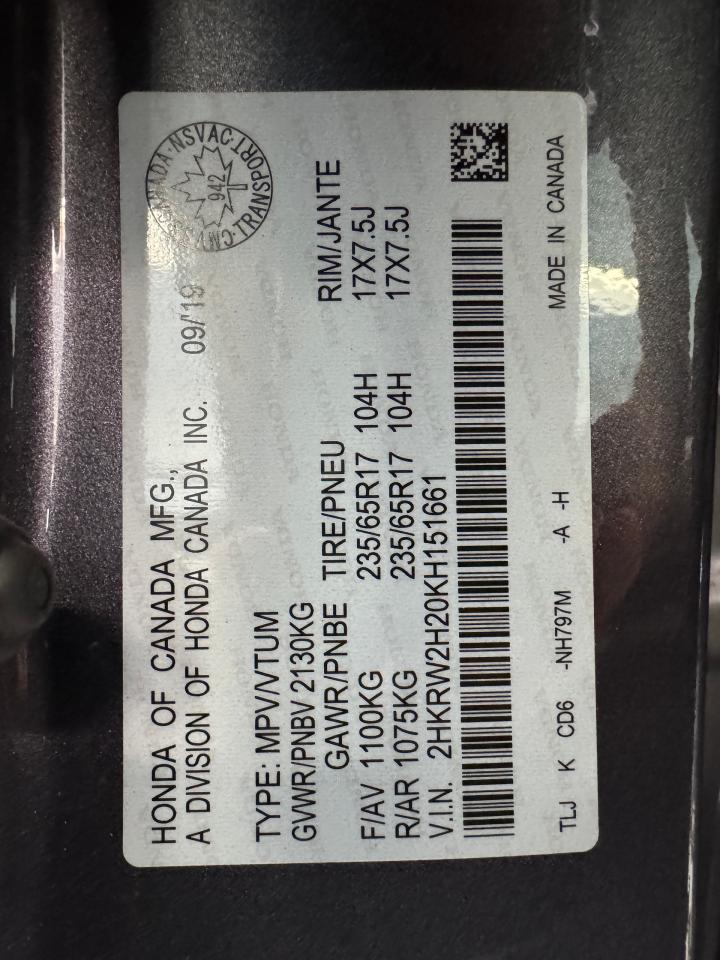 HONDA OF CANADA MFG.,
A DIVISION OF HONDA CANADA INC. 09/'19
CANADA·NSVAC·TRANSPORT
942
TYPE: MPV/VTUM
GVWR/PNBV 2130KG
GAWR/PNBE TIRE/PNEU RIM/JANTE
F/AV 1100KG 235/65R17 104H 17X7.5J
R/AR 1075KG 235/65R17 104H 17X7.5J
V.I.N. 2HKRW2H20KH151661
TLJ K CD6 -NH797M -A -H MADE IN CANADA